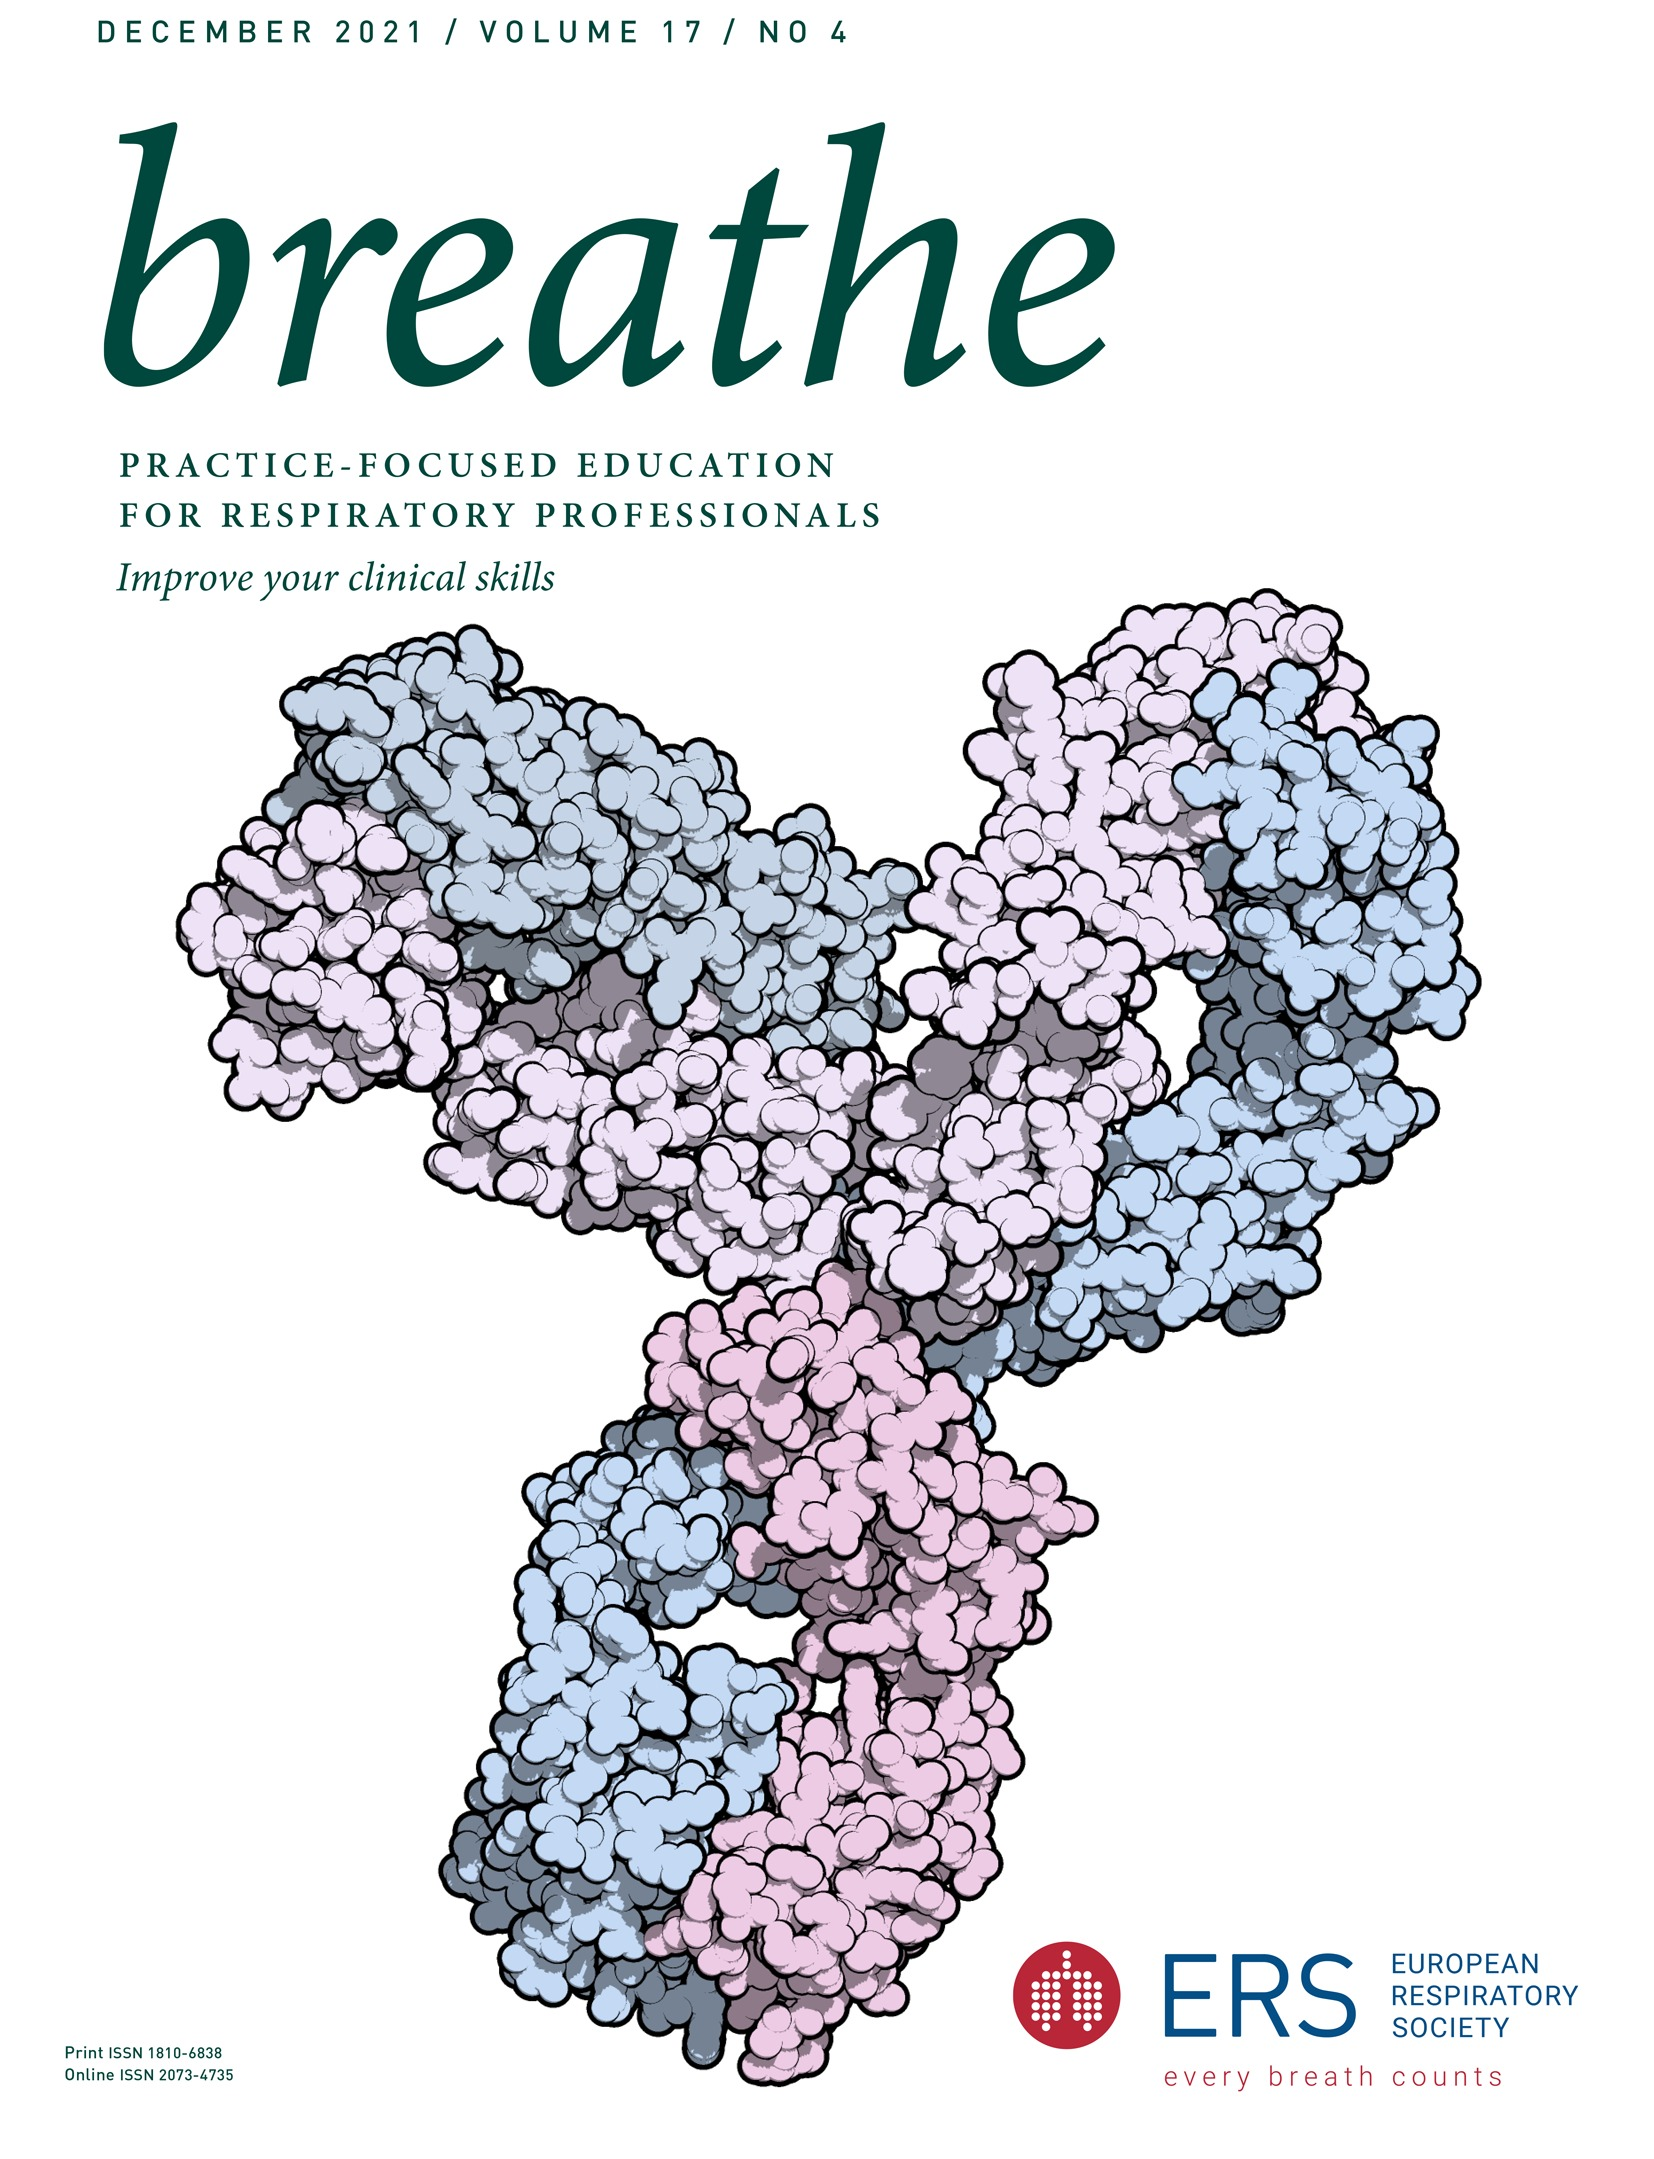 DECEMBER 2021 / VOLUME 17 / NO 4
breathe
PRACTICE-FOCUSED EDUCATION
FOR RESPIRATORY PROFESSIONALS
Improve your clinical skills
ERS
EUROPEAN
RESPIRATORY
SOCIETY
every breath counts
Print ISSN 1810-6838
Online ISSN 2073-4735